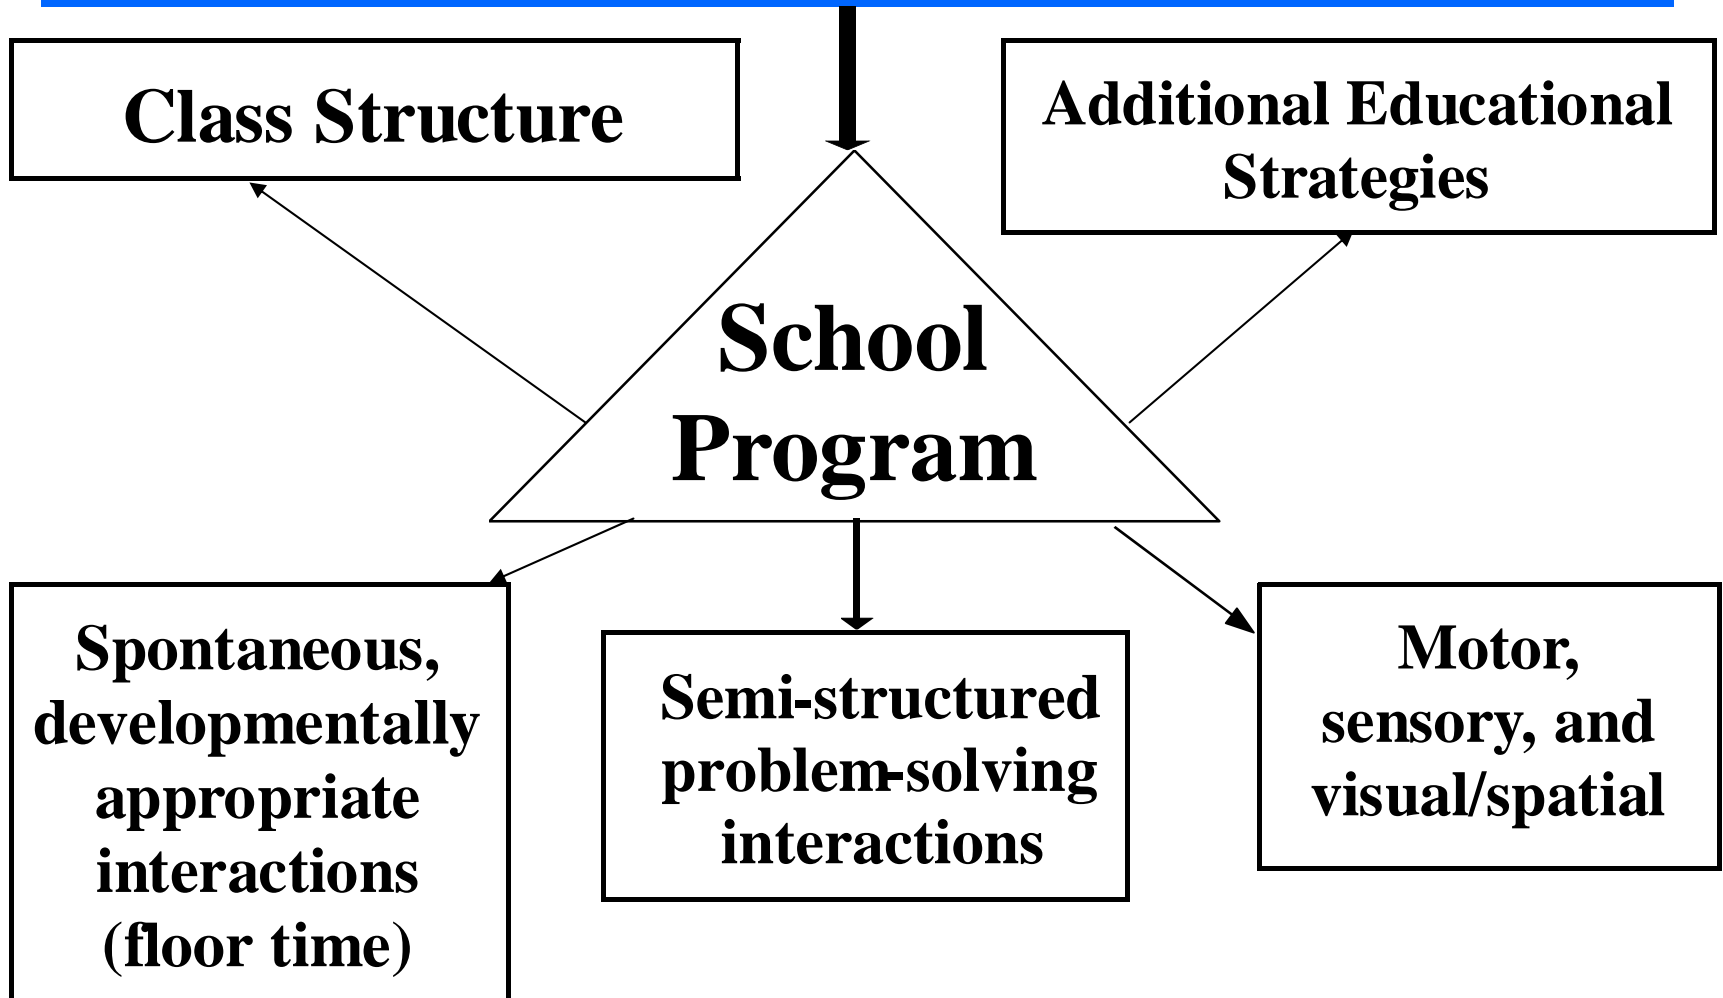 Class Structure
Additional Educational
Strategies
School
Program
Spontaneous,
developmentally
appropriate
interactions
(floor time)
Semi-structured
problem-solving
interactions
Motor,
sensory, and
visual/spatial